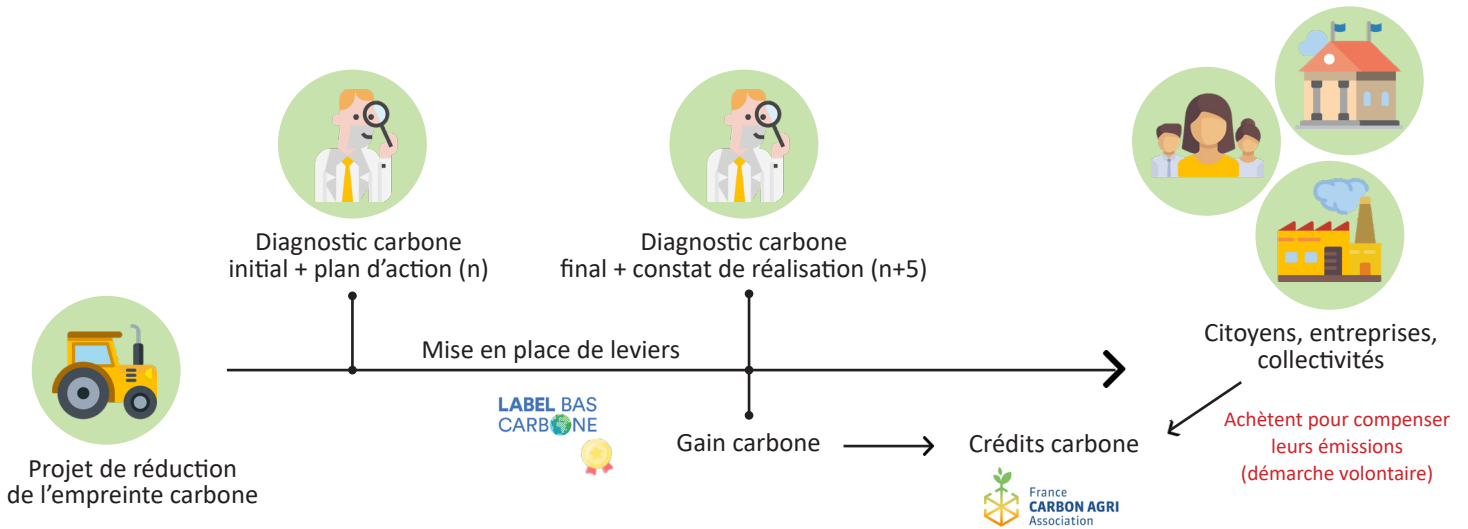 Diagnostic carbone
initial + plan d'action (n)
Diagnostic carbone
final + constat de réalisation (n+5)
Citoyens, entreprises,
collectivités
Mise en place de leviers
LABEL BAS
CARBONE
Gain carbone
Crédits carbone
Achètent pour compenser
leurs émissions
(démarche volontaire)
Projet de réduction
de l'empreinte carbone
France
CARBON AGRI
Association